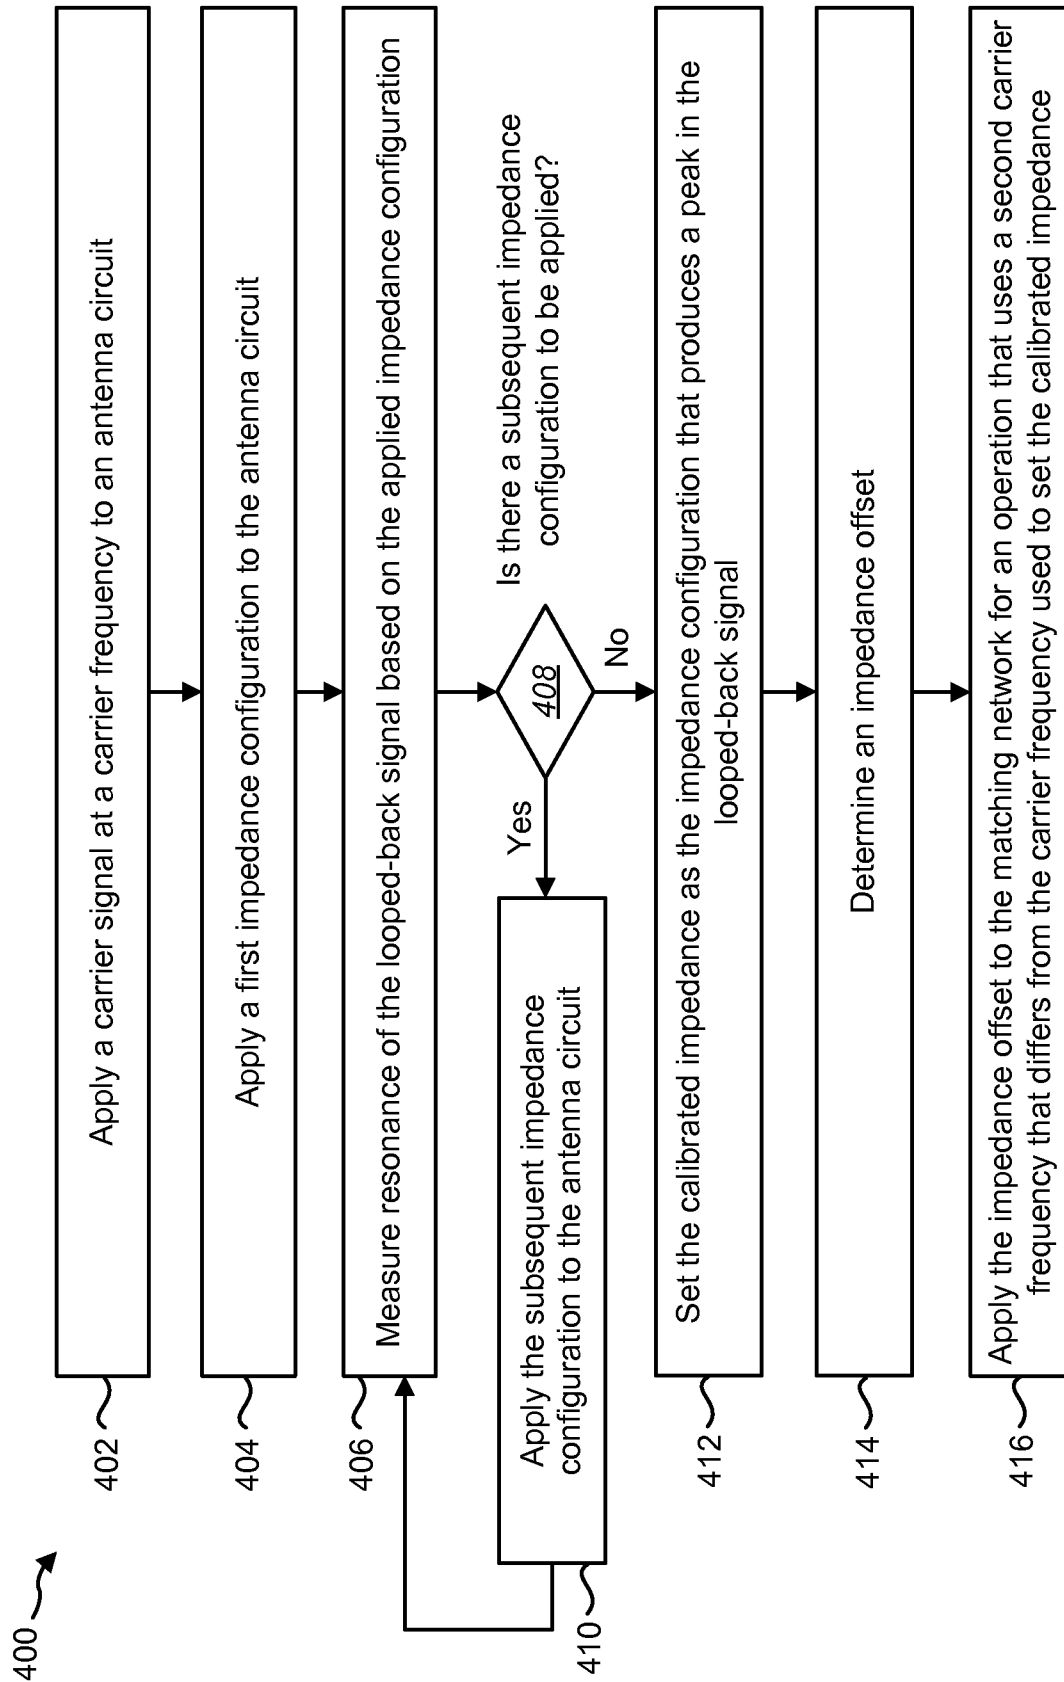 400
402
Apply a carrier signal at a carrier frequency to an antenna circuit
404
Apply a first impedance configuration to the antenna circuit
406
Measure resonance of the looped-back signal based on the applied impedance configuration
408
Is there a subsequent impedance
configuration to be applied?
Yes
No
410
Apply the subsequent impedance
configuration to the antenna circuit
412
Set the calibrated impedance as the impedance configuration that produces a peak in the
looped-back signal
414
Determine an impedance offset
416
Apply the impedance offset to the matching network for an operation that uses a second carrier
frequency that differs from the carrier frequency used to set the calibrated impedance